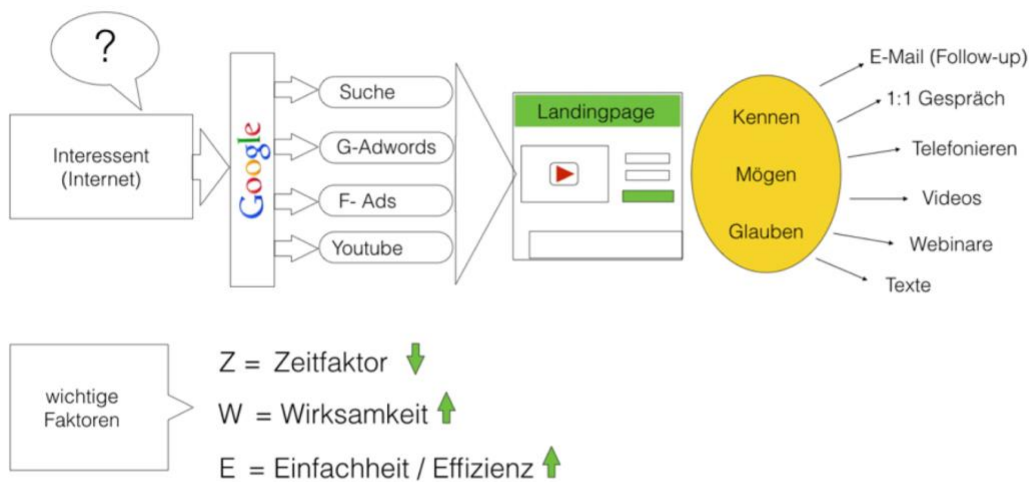 ?
Interessent
(Internet)
Google
Suche
G-Adwords
F- Ads
Youtube
Landingpage
Kennen
Mögen
Glauben
E-Mail (Follow-up)
1:1 Gespräch
Telefonieren
Videos
Webinare
Texte
wichtige
Faktoren
Z = Zeitfaktor
W = Wirksamkeit
E = Einfachheit / Effizienz